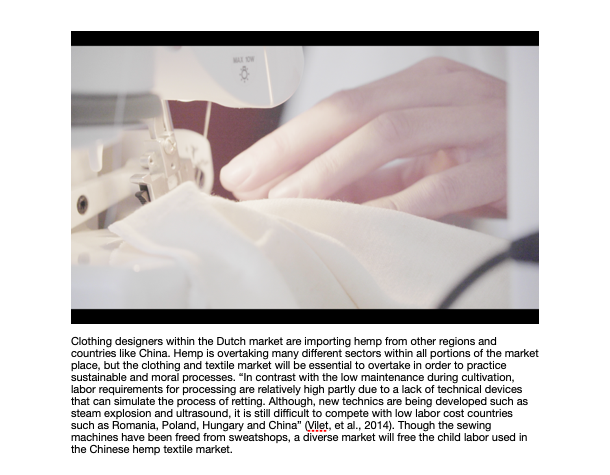 Clothing designers within the Dutch market are importing hemp from other regions and
countries like China. Hemp is overtaking many different sectors within all portions of the market
place, but the clothing and textile market will be essential to overtake in order to practice
sustainable and moral processes. “In contrast with the low maintenance during cultivation,
labor requirements for processing are relatively high partly due to a lack of technical devices
that can simulate the process of retting. Although, new technics are being developed such as
steam explosion and ultrasound, it is still difficult to compete with low labor cost countries
such as Romania, Poland, Hungary and China” (Vilet, et al., 2014). Though the sewing
machines have been freed from sweatshops, a diverse market will free the child labor used in
the Chinese hemp textile market.